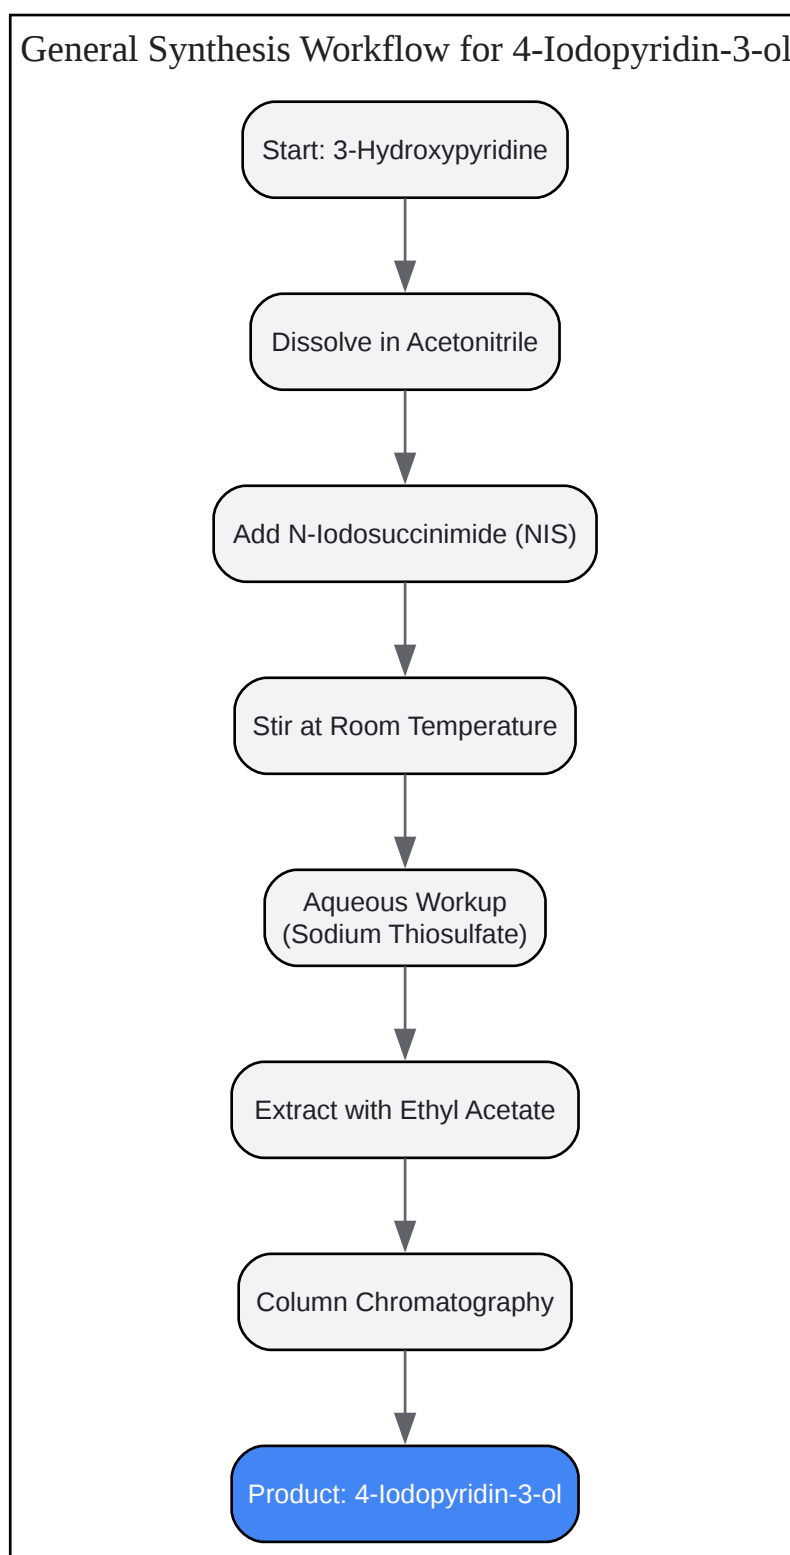 General Synthesis Workflow for 4-Iodopyridin-3-ol
Start: 3-Hydroxypyridine
Dissolve in Acetonitrile
Add N-Iodosuccinimide (NIS)
Stir at Room Temperature
Aqueous Workup
(Sodium Thiosulfate)
Extract with Ethyl Acetate
Column Chromatography
Product: 4-Iodopyridin-3-ol